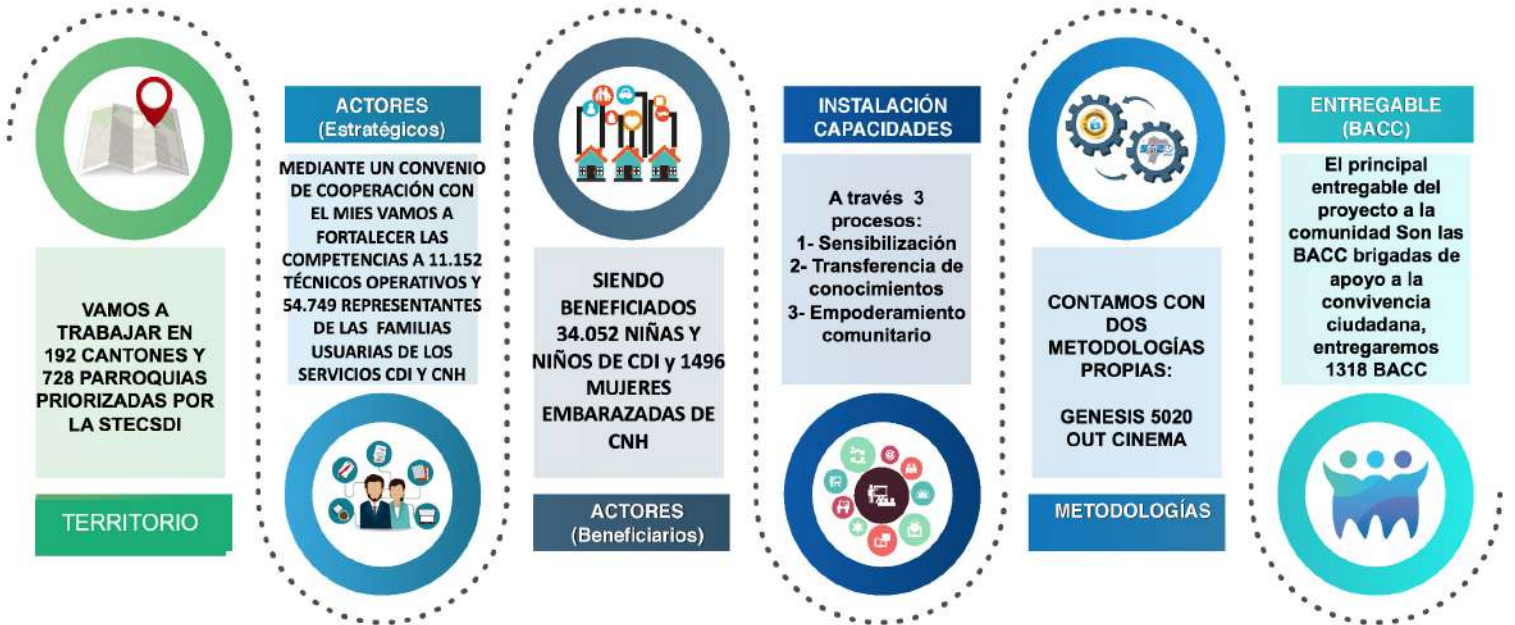 VAMOS A
TRABAJAR EN
192 CANTONES Y
728 PARROQUIAS
PRIORIZADAS POR
LA STECSDI
TERRITORIO
ACTORES
(Estratégicos)
MEDIANTE UN CONVENIO
DE COOPERACIÓN CON
EL MIES VAMOS A
FORTALECER LAS
COMPETENCIAS A 11.152
TÉCNICOS OPERATIVOS Y
54.749 REPRESENTANTES
DE LAS FAMILIAS
USUARIAS DE LOS
SERVICIOS CDI Y CNH
SIENDO
BENEFICIADOS
34.052 NIÑAS Y
NIÑOS DE CDI y 1496
MUJERES
EMBARAZADAS DE
CNH
ACTORES
(Beneficiarios)
INSTALACIÓN
CAPACIDADES
A través 3
procesos:
1- Sensibilización
2- Transferencia de
conocimientos
3- Empoderamiento
comunitario
CONTAMOS CON
DOS
METODOLOGÍAS
PROPIAS:
GENESIS 5020
OUT CINEMA
METODOLOGÍAS
ENTREGABLE
(BACC)
El principal
entregable del
proyecto a la
comunidad Son las
BACC brigadas de
apoyo a la
convivencia
ciudadana,
entregaremos
1318 BACC